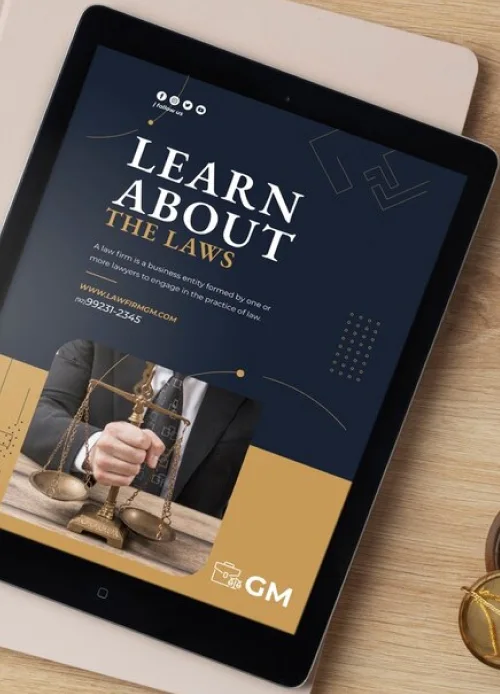 / follow us
LEARN
ABOUT
THE LAWS
A law firm is a business entity formed by one or
more lawyers to engage in the practice of law.
WWW.LAWFIRMGM.COM
99231-2345
GM